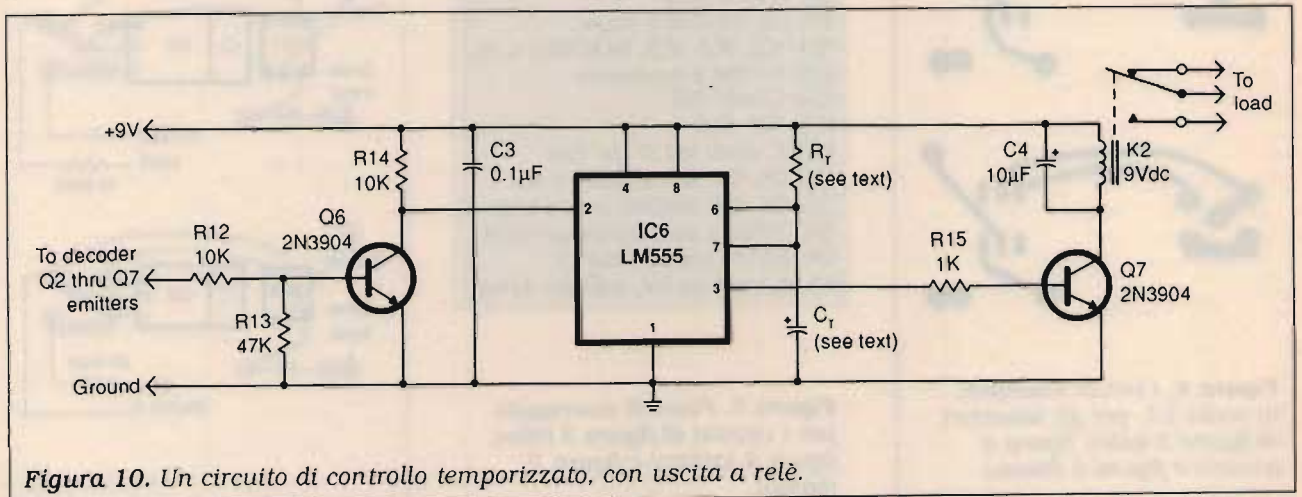 To
load
+9V
R14
10K
C3
0.1µF
4
8
R_T
(see text)
C4
10µF
+
K2
9Vdc
Q6
2N3904
2
IC6
LM555
6
7
3
1
R12
10K
To decoder
Q2 thru Q7
emitters
R15
1K
Q7
2N3904
R13
47K
+
C_T
(see text)
Ground
Figura 10. Un circuito di controllo temporizzato, con uscita a relè.